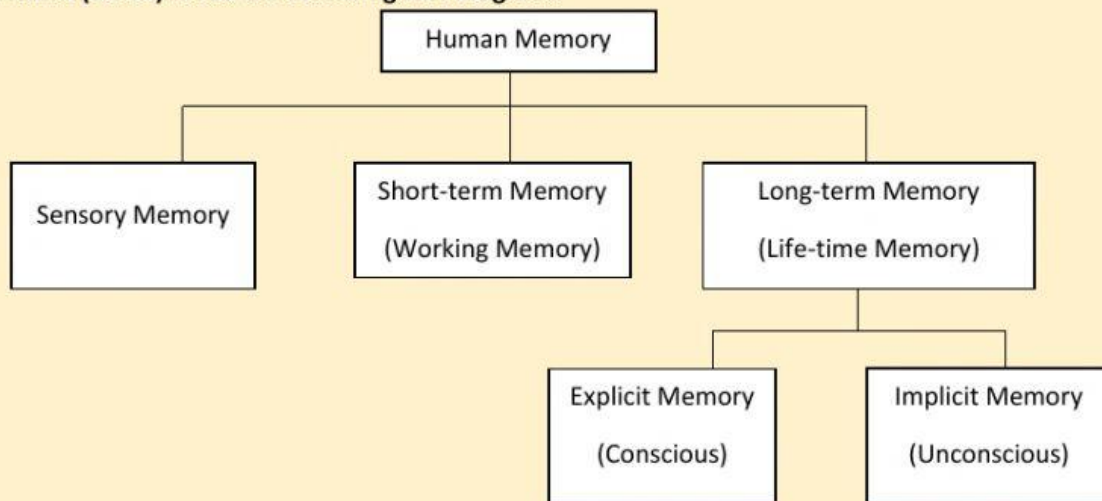 Human Memory
Sensory Memory
Short-term Memory
(Working Memory)
Long-term Memory
(Life-time Memory)
Explicit Memory
(Conscious)
Implicit Memory
(Unconscious)